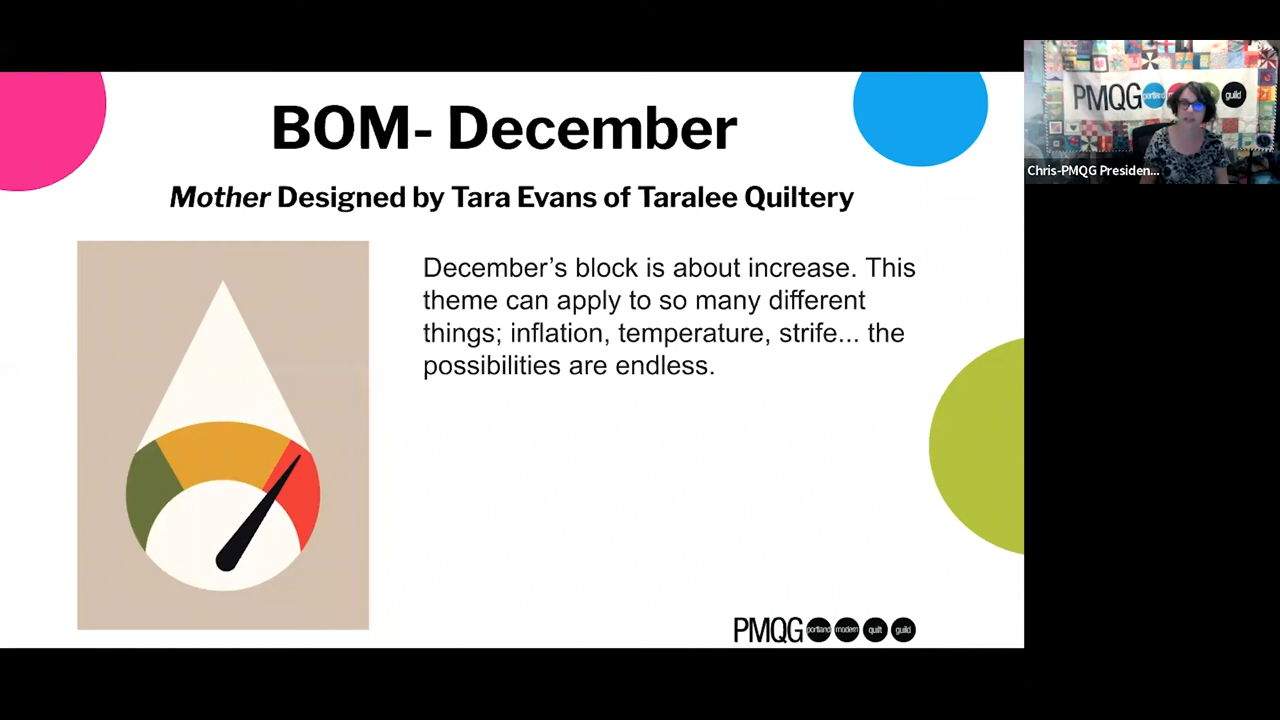 BOM- December
Mother Designed by Tara Evans of Taralee Quiltery
December’s block is about increase. This
theme can apply to so many different
things; inflation, temperature, strife... the
possibilities are endless.
PMQG portland modern quilt guild
PMQG portland guild
Chris-PMQG Presiden...